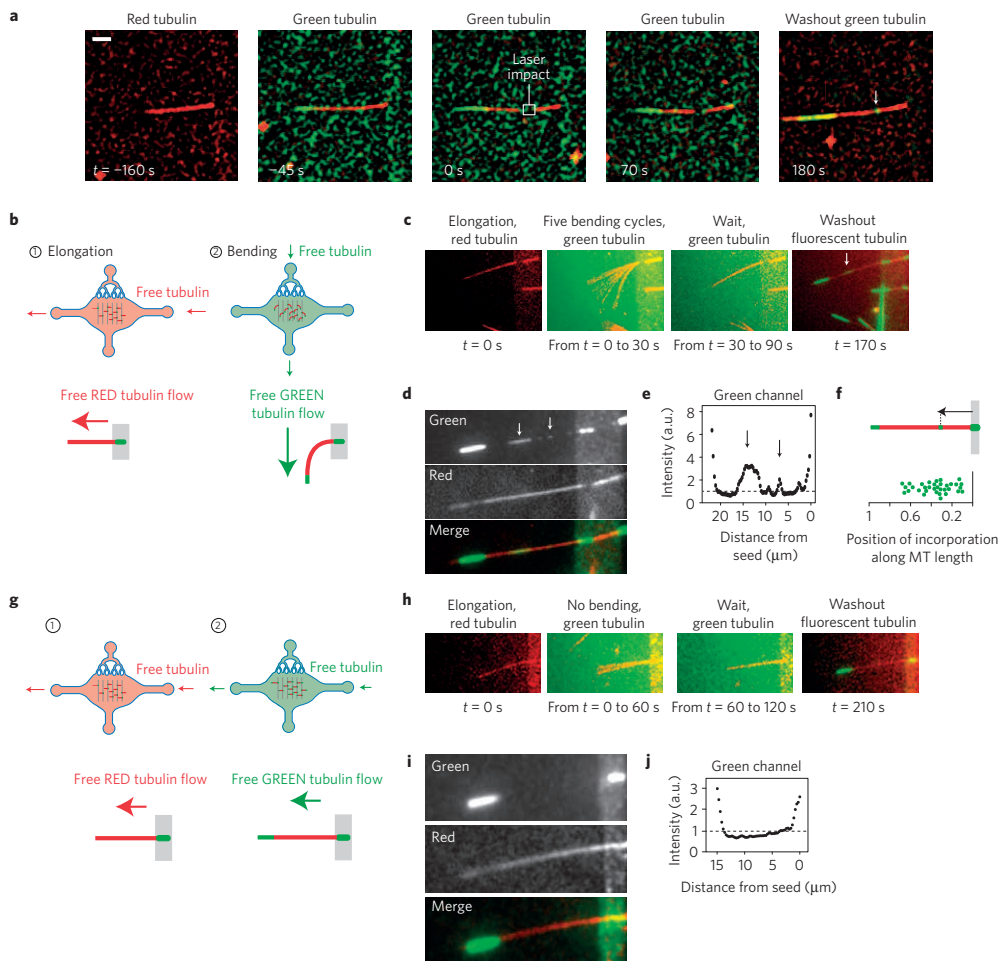 a
Red tubulin
Green tubulin
Green tubulin
Green tubulin
Washout green tubulin
Laser
impact
t = −160 s
−45 s
0 s
70 s
180 s
b
① Elongation
② Bending
Free tubulin
Free tubulin
Free RED tubulin flow
Free GREEN
tubulin flow
c
Elongation,
red tubulin
Five bending cycles,
green tubulin
Wait,
green tubulin
Washout
fluorescent tubulin
t = 0 s
From t = 0 to 30 s
From t = 30 to 90 s
t = 170 s
d
Green
Red
Merge
e
Green channel
Intensity (a.u.)
8
6
4
2
0
20
15
10
5
0
Distance from
seed (μm)
f
1
0.6
0.2
Position of incorporation
along MT length
g
①
②
Free tubulin
Free tubulin
Free RED tubulin flow
Free GREEN tubulin flow
h
Elongation,
red tubulin
No bending,
green tubulin
Wait,
green tubulin
Washout
fluorescent tubulin
t = 0 s
From t = 0 to 60 s
From t = 60 to 120 s
t = 210 s
i
Green
Red
Merge
j
Green channel
Intensity (a.u.)
3
2
1
0
15
10
5
0
Distance from seed (μm)